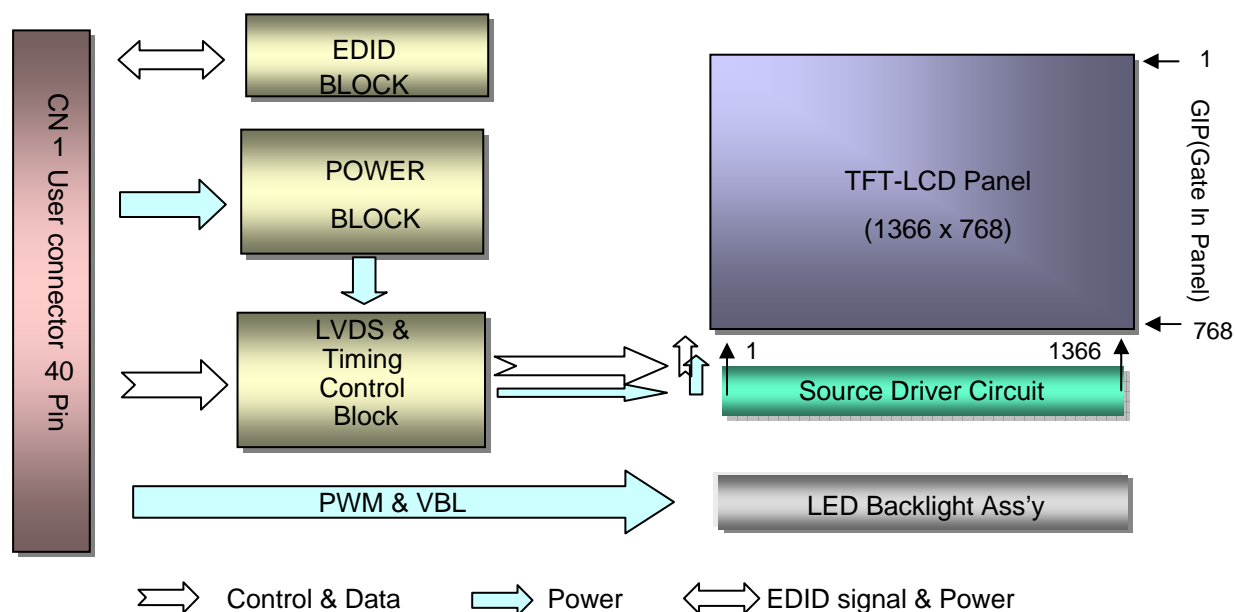 CN 1 User connector 40 Pin
EDID
BLOCK
POWER
BLOCK
LVDS &
Timing
Control
Block
PWM & VBL
TFT-LCD Panel
(1366 x 768)
1
GIP(Gate In Panel)
768
1
1366
Source Driver Circuit
LED Backlight Ass'y
Control & Data
Power
EDID signal & Power